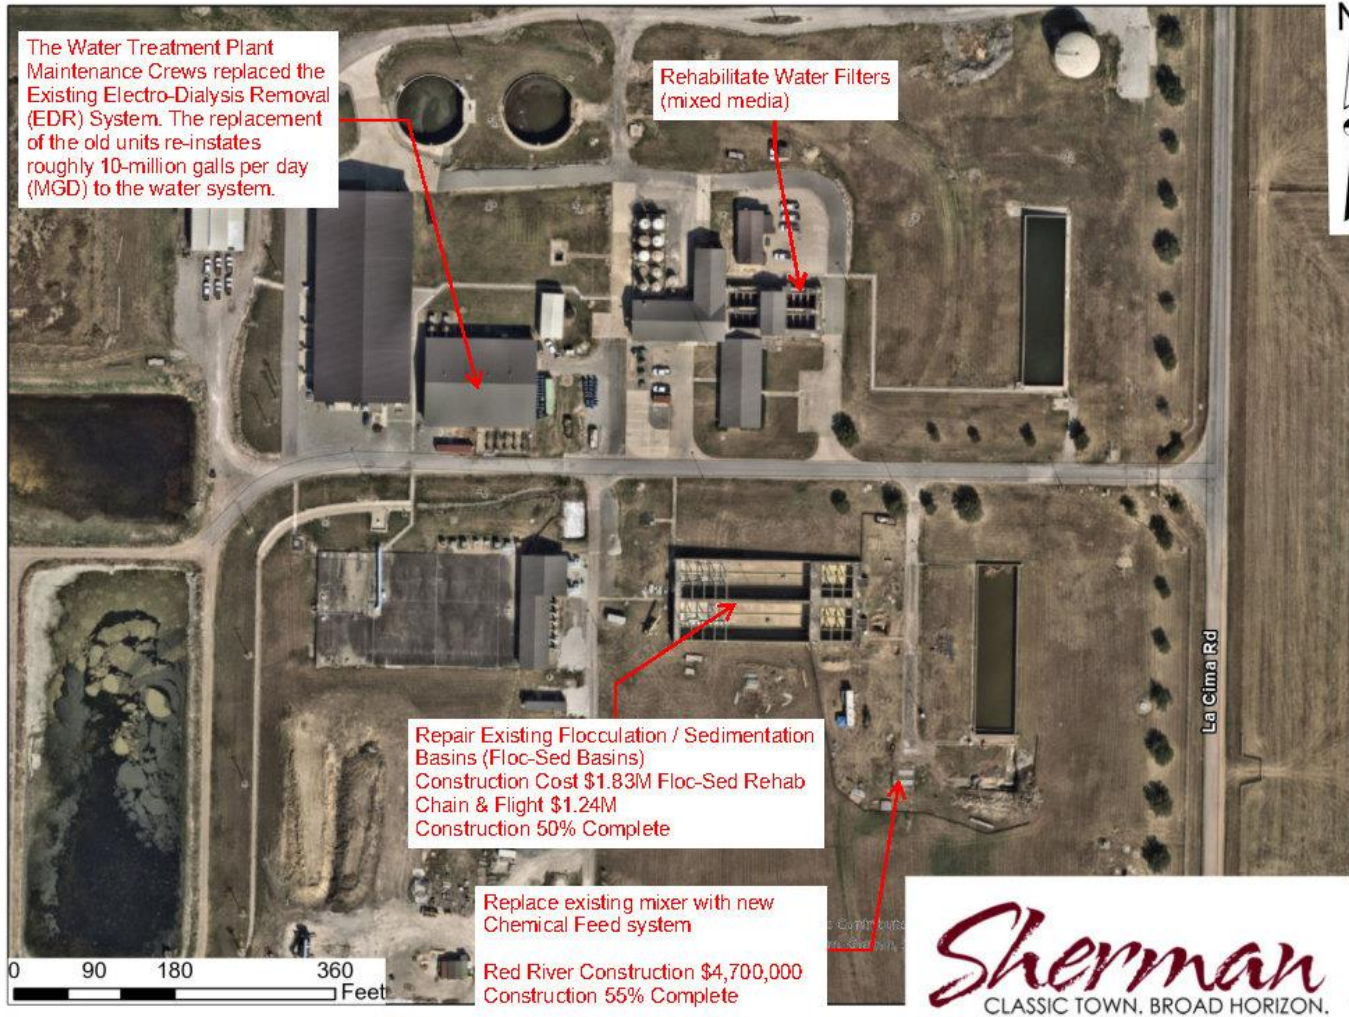 The Water Treatment Plant
Maintenance Crews replaced the
Existing Electro-Dialysis Removal
(EDR) System. The replacement
of the old units re-instates
roughly 10-million galls per day
(MGD) to the water system.
Rehabilitate Water Filters
(mixed media)
N
La Cima Rd
Repair Existing Flocculation / Sedimentation
Basins (Floc-Sed Basins)
Construction Cost $1.83M Floc-Sed Rehab
Chain & Flight $1.24M
Construction 50% Complete
Replace existing mixer with new
Chemical Feed system
Red River Construction $4,700,000
Construction 55% Complete
0 90 180 360
Feet
Sherman
CLASSIC TOWN. BROAD HORIZON.